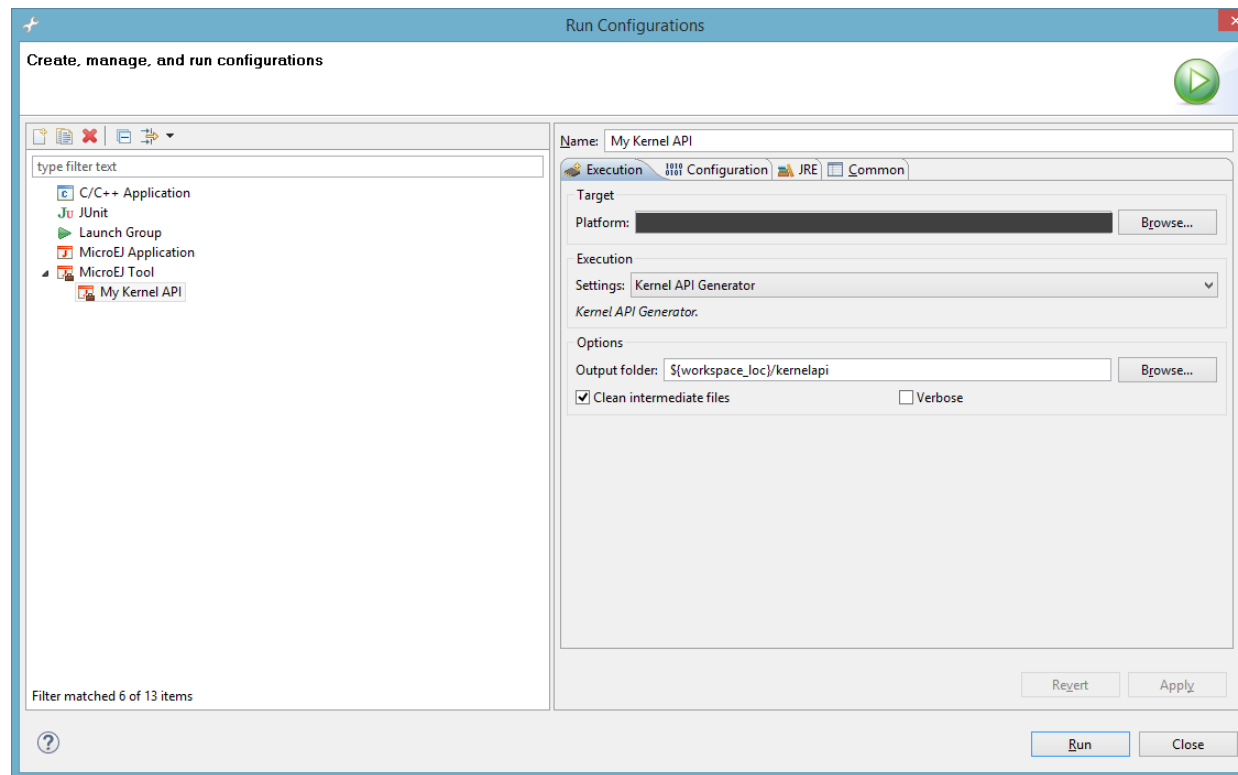 Run Configurations
Create, manage, and run configurations
type filter text
C/C++ Application
JUnit
Launch Group
MicroEJ Application
MicroEJ Tool
My Kernel API
Filter matched 6 of 13 items
Name: My Kernel API
Execution Configuration JRE Common
Target
Platform: Browse...
Execution
Settings: Kernel API Generator
Kernel API Generator.
Options
Output folder: ${workspace_loc}/kernelapi Browse...
Clean intermediate files Verbose
Revert Apply
Run Close